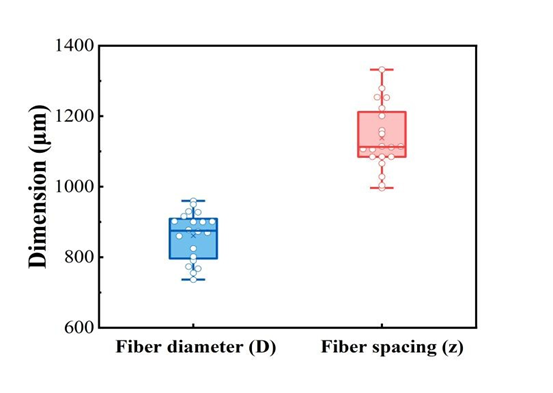 Dimension (μm)
1400
1200
1000
800
600
Fiber diameter (D)
Fiber spacing (z)